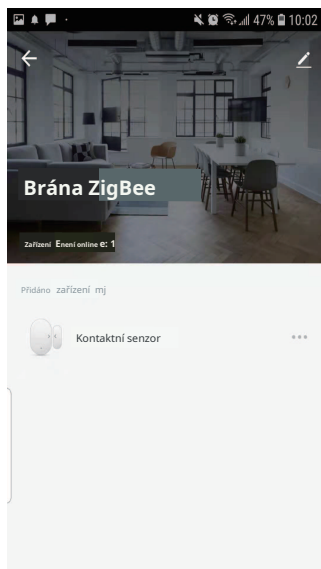 47% 10:02
Brána ZigBee
Zařízení Enení online e: 1
Přidáno zařízení mj
Kontaktní senzor